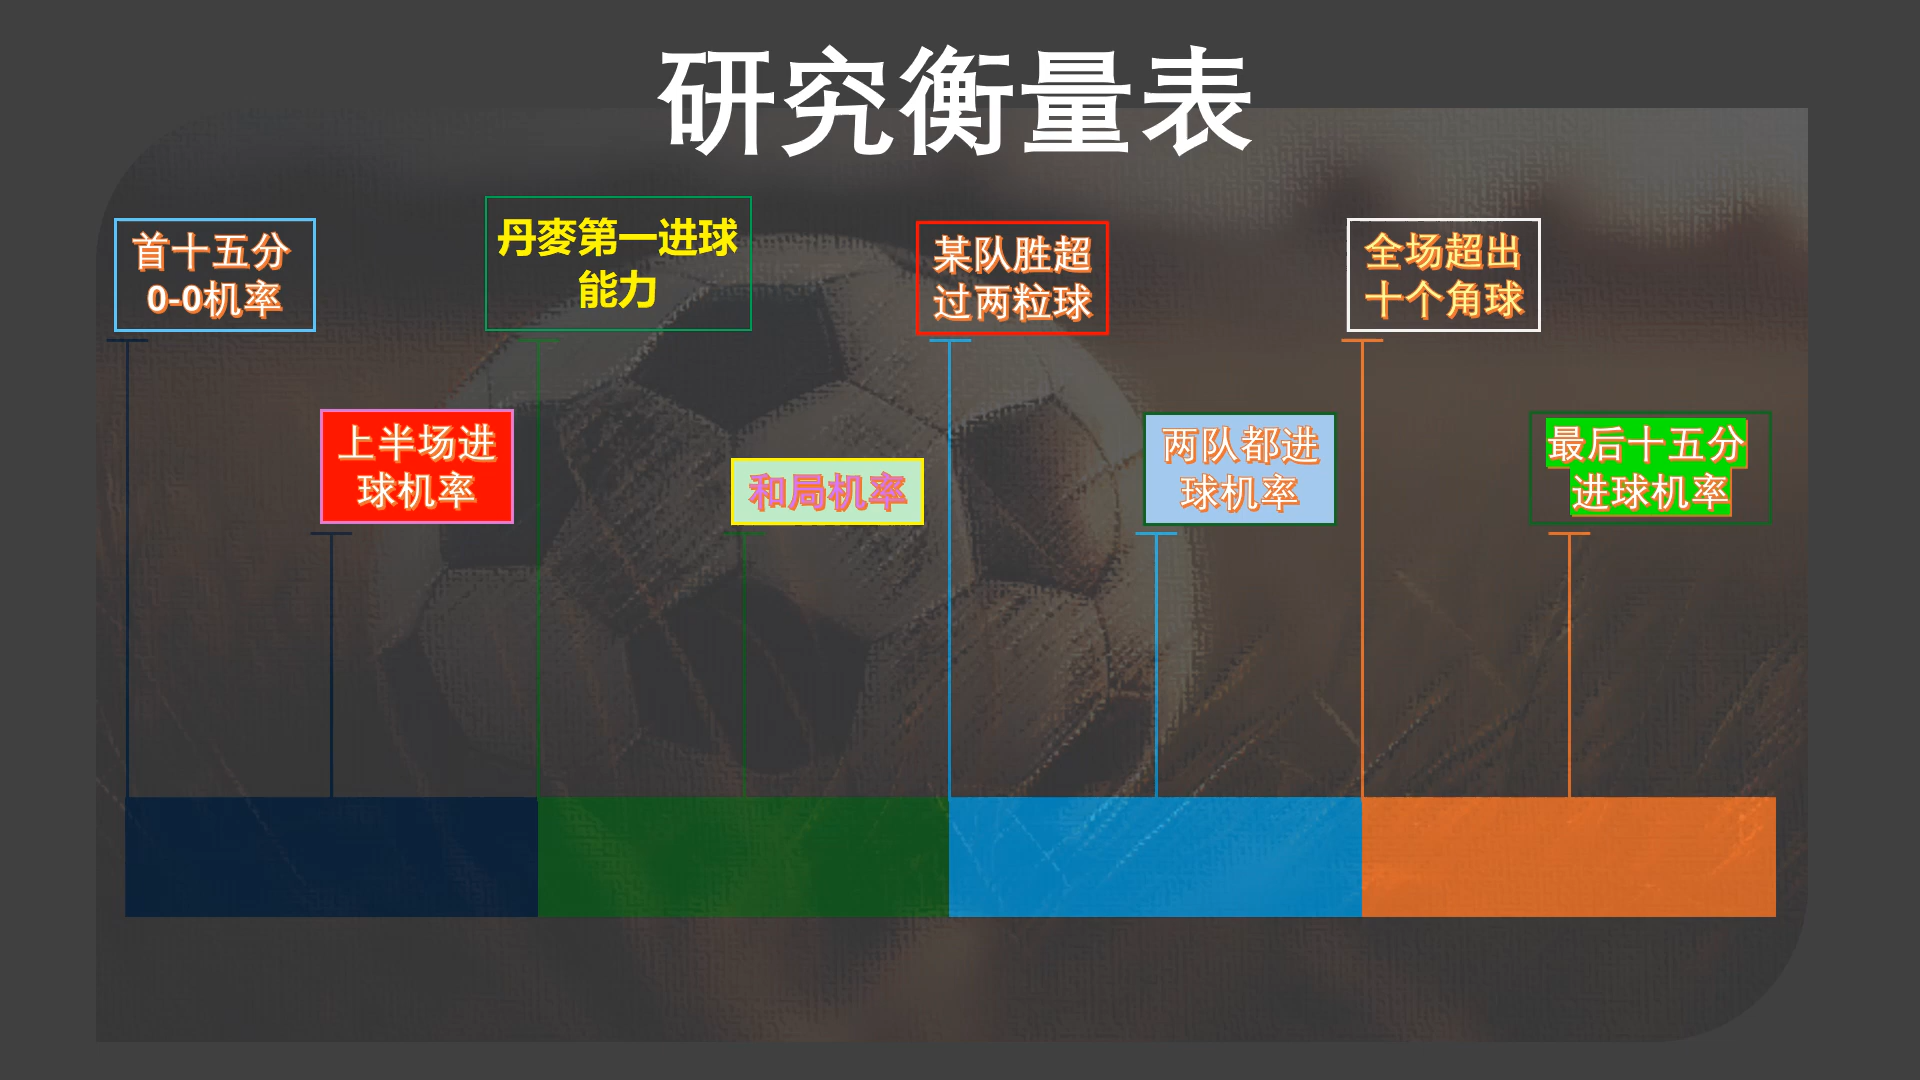 研究衡量表
首十五分
0-0机率
丹麥第一进球
能力
某队胜超
过两粒球
全场超出
十个角球
上半场进
球机率
和局机率
两队都进
球机率
最后十五分
进球机率